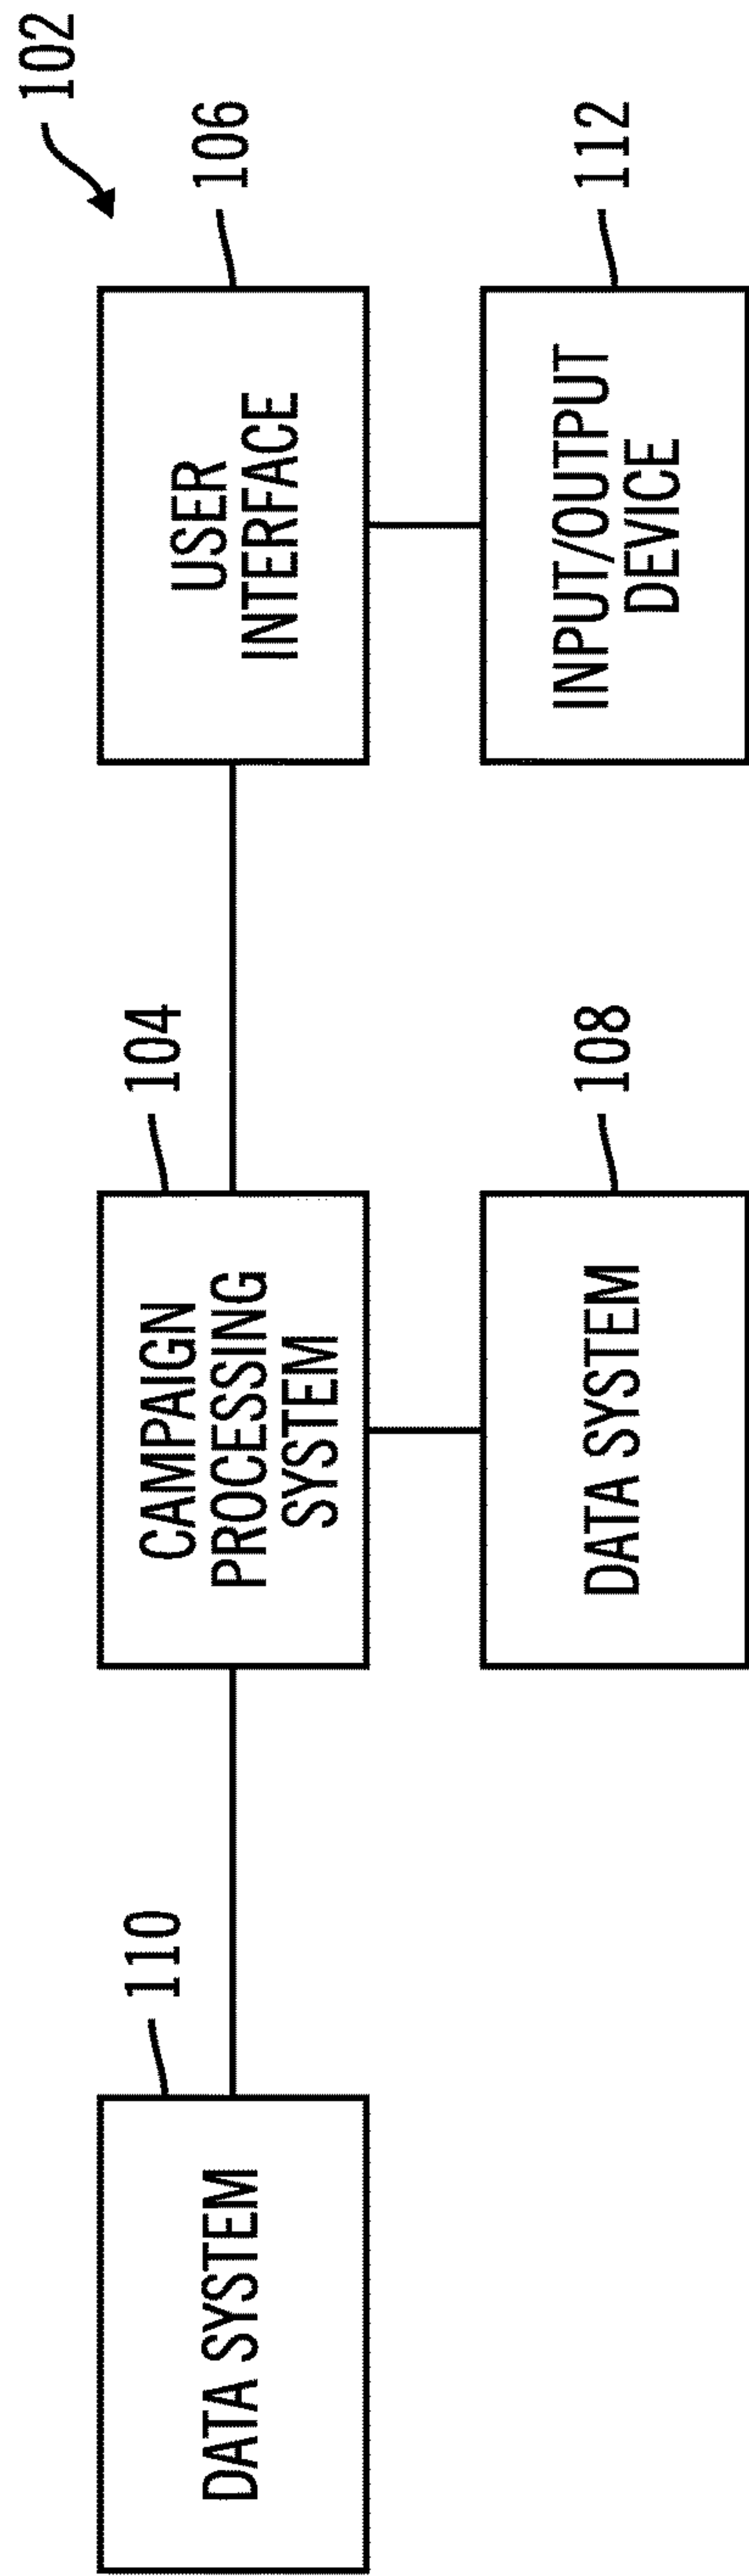 102
110
DATA SYSTEM
104
CAMPAIGN
PROCESSING
SYSTEM
106
USER
INTERFACE
108
DATA SYSTEM
112
INPUT/OUTPUT
DEVICE